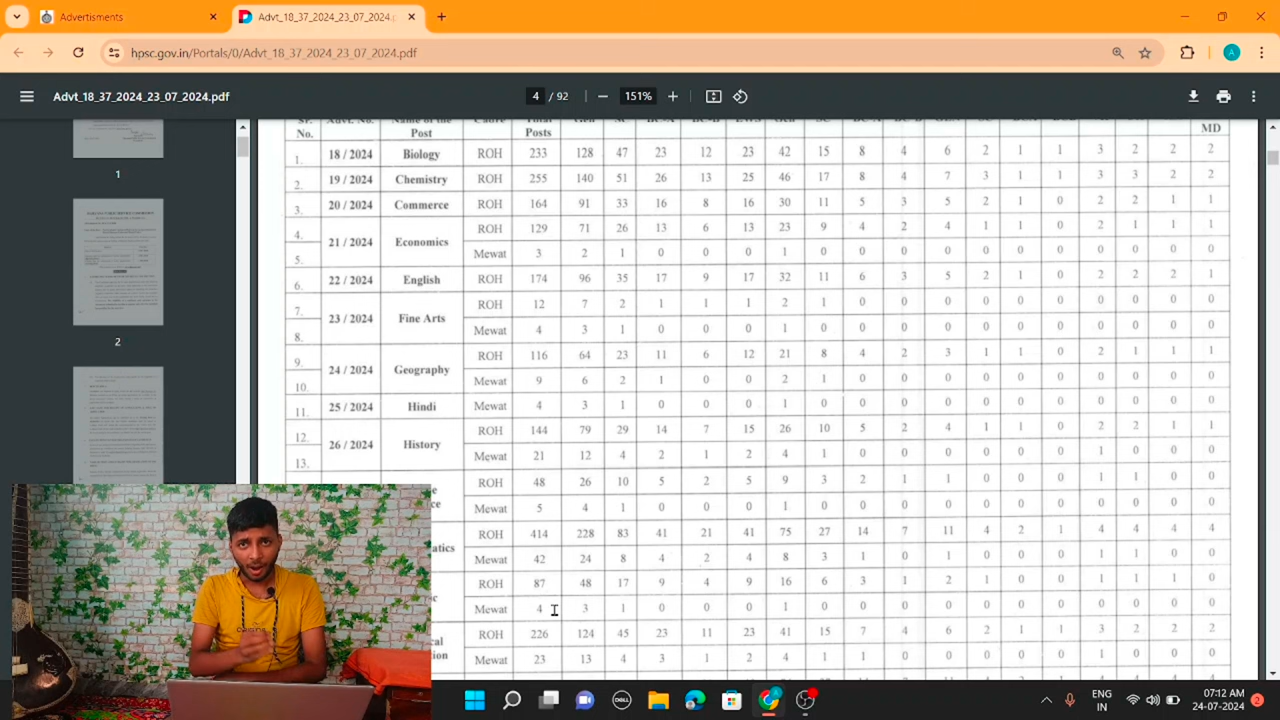 Advertisments
Advt_18_37_2024_23_07_2024.
hpsc.gov.in/Portals/0/Advt_18_37_2024_23_07_2024.pdf
A
Advt_18_37_2024_23_07_2024.pdf
4 / 92
151%
1
2
Sr. No. Advt. No. Name of the Post Cadre Total Posts
MD
1. 18 / 2024 Biology ROH 233 128 47 23 12 23 42 15 8 4 6 2 1 1 3 2 2 2
2. 19 / 2024 Chemistry ROH 255 140 51 26 13 25 46 17 8 4 7 3 1 1 3 3 2 2
3. 20 / 2024 Commerce ROH 164 91 33 16 8 16 30 11 5 3 5 2 1 0 2 2 1 1
4. 21 / 2024 Economics ROH 129 71 26 13 6 13 23 9 4 2 4 1 1 0 2 1 1 1
5. Mewat 3 2 1 0 0 0 1 0 0 0 0 0 0 0 0 0 0 0
6. 22 / 2024 English ROH 174 96 35 17 9 17 32 11 6 3 5 2 1 0 2 2 2 1
7. 23 / 2024 Fine Arts ROH 12 7 2 1 1 1 2 1 0 0 0 0 0 0 0 0 0 0
8. Mewat 4 3 1 0 0 0 1 0 0 0 0 0 0 0 0 0 0 0
9. 24 / 2024 Geography ROH 116 64 23 11 6 12 21 8 4 2 3 1 1 0 2 1 1 1
10. Mewat 9 6 2 1 0 0 2 1 0 0 0 0 0 0 0 0 0 0
11. 25 / 2024 Hindi Mewat 4 3 1 0 0 0 1 0 0 0 0 0 0 0 0 0 0 0
12. 26 / 2024 History ROH 144 79 29 14 7 15 26 10 5 2 4 1 1 0 2 2 1 1
13. Mewat 21 12 4 2 1 2 4 1 0 0 0 0 0 0 1 0 0 0
e ROH 48 26 10 5 2 5 9 3 2 1 1 0 0 0 1 1 0 0
ce Mewat 5 4 1 0 0 0 1 0 0 0 0 0 0 0 0 0 0 0
atics ROH 414 228 83 41 21 41 75 27 14 7 11 4 2 1 4 4 4 4
Mewat 42 24 8 4 2 4 8 3 1 0 0 0 0 0 1 1 0 0
c ROH 87 48 17 9 4 9 16 6 3 1 2 1 0 0 1 1 1 0
Mewat 4 3 1 0 0 0 1 0 0 0 0 0 0 0 0 0 0 0
cal ROH 226 124 45 23 11 23 41 15 7 4 6 2 1 1 3 2 2 2
ion Mewat 23 13 4 3 1 2 4 1 1 0 0 0 0 0 1 0 0 0
DELL
ENG
IN
07:12 AM
24-07-2024
2